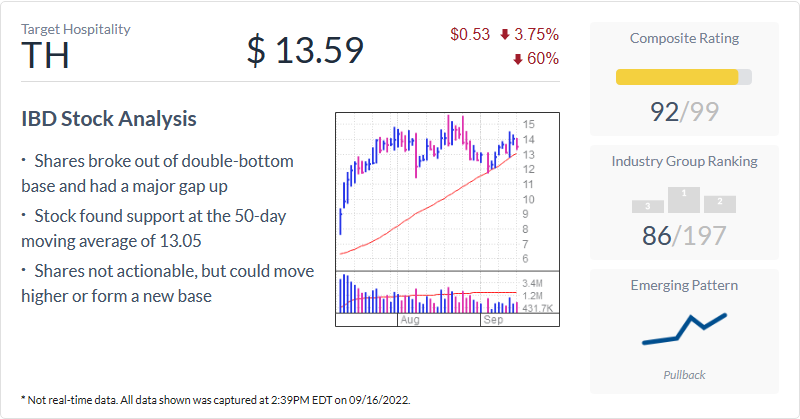 Target Hospitality
TH
$ 13.59
$0.53 3.75%
60%
IBD Stock Analysis
· Shares broke out of double-bottom
base and had a major gap up
· Stock found support at the 50-day
moving average of 13.05
· Shares not actionable, but could move
higher or form a new base
15
14
13
12
11
10
9
8
7
6
3.4M
1.2M
431.7K
Aug
Sep
Composite Rating
92/99
Industry Group Ranking
3
1
2
86/197
Emerging Pattern
Pullback
* Not real-time data. All data shown was captured at 2:39PM EDT on 09/16/2022.